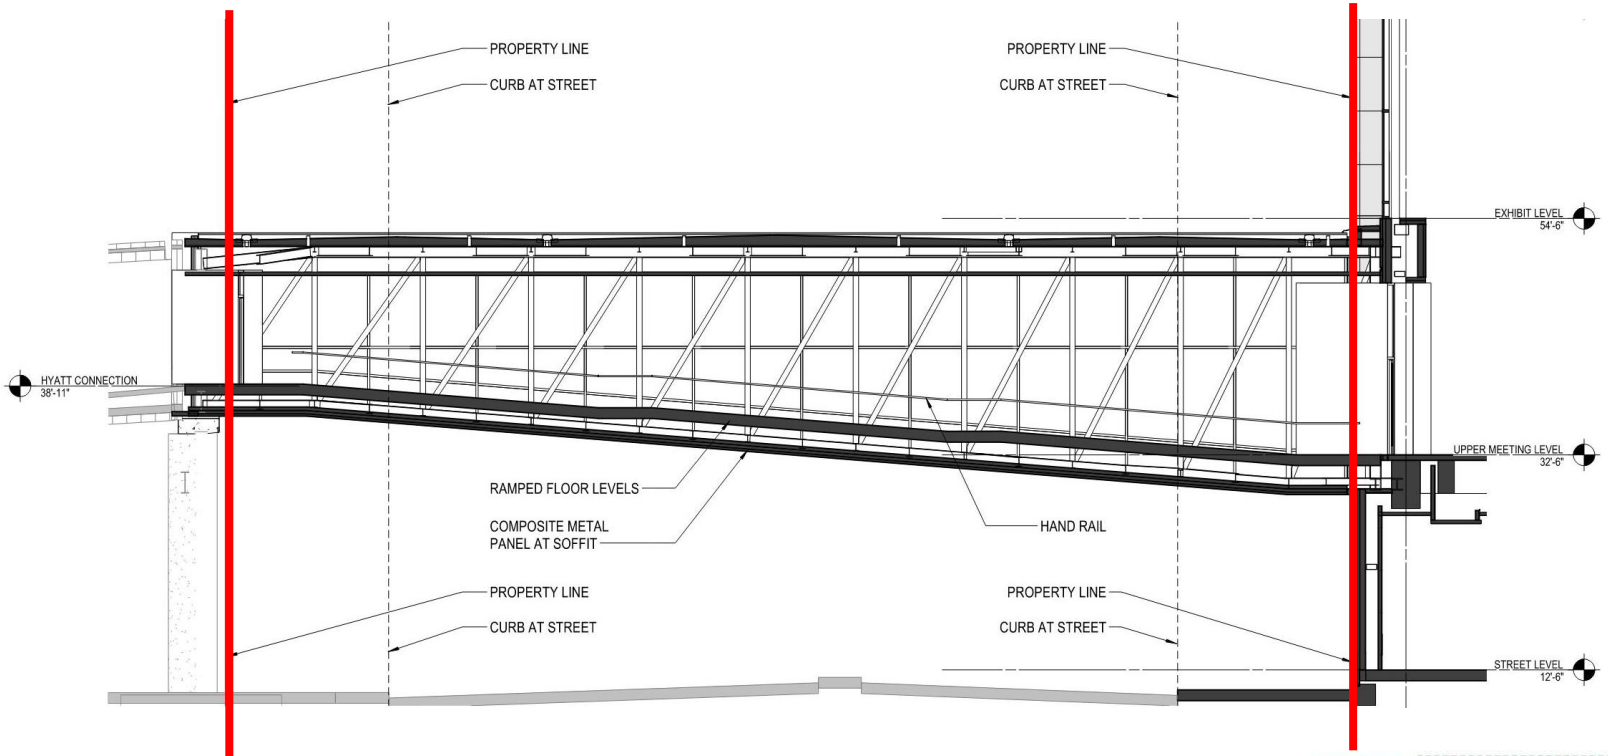 PROPERTY LINE
PROPERTY LINE
CURB AT STREET
CURB AT STREET
EXHIBIT LEVEL
54'-6"
HYATT CONNECTION
38'-11"
UPPER MEETING LEVEL
32'-6"
RAMPED FLOOR LEVELS
COMPOSITE METAL
PANEL AT SOFFIT
HAND RAIL
PROPERTY LINE
PROPERTY LINE
CURB AT STREET
CURB AT STREET
STREET LEVEL
12'-6"